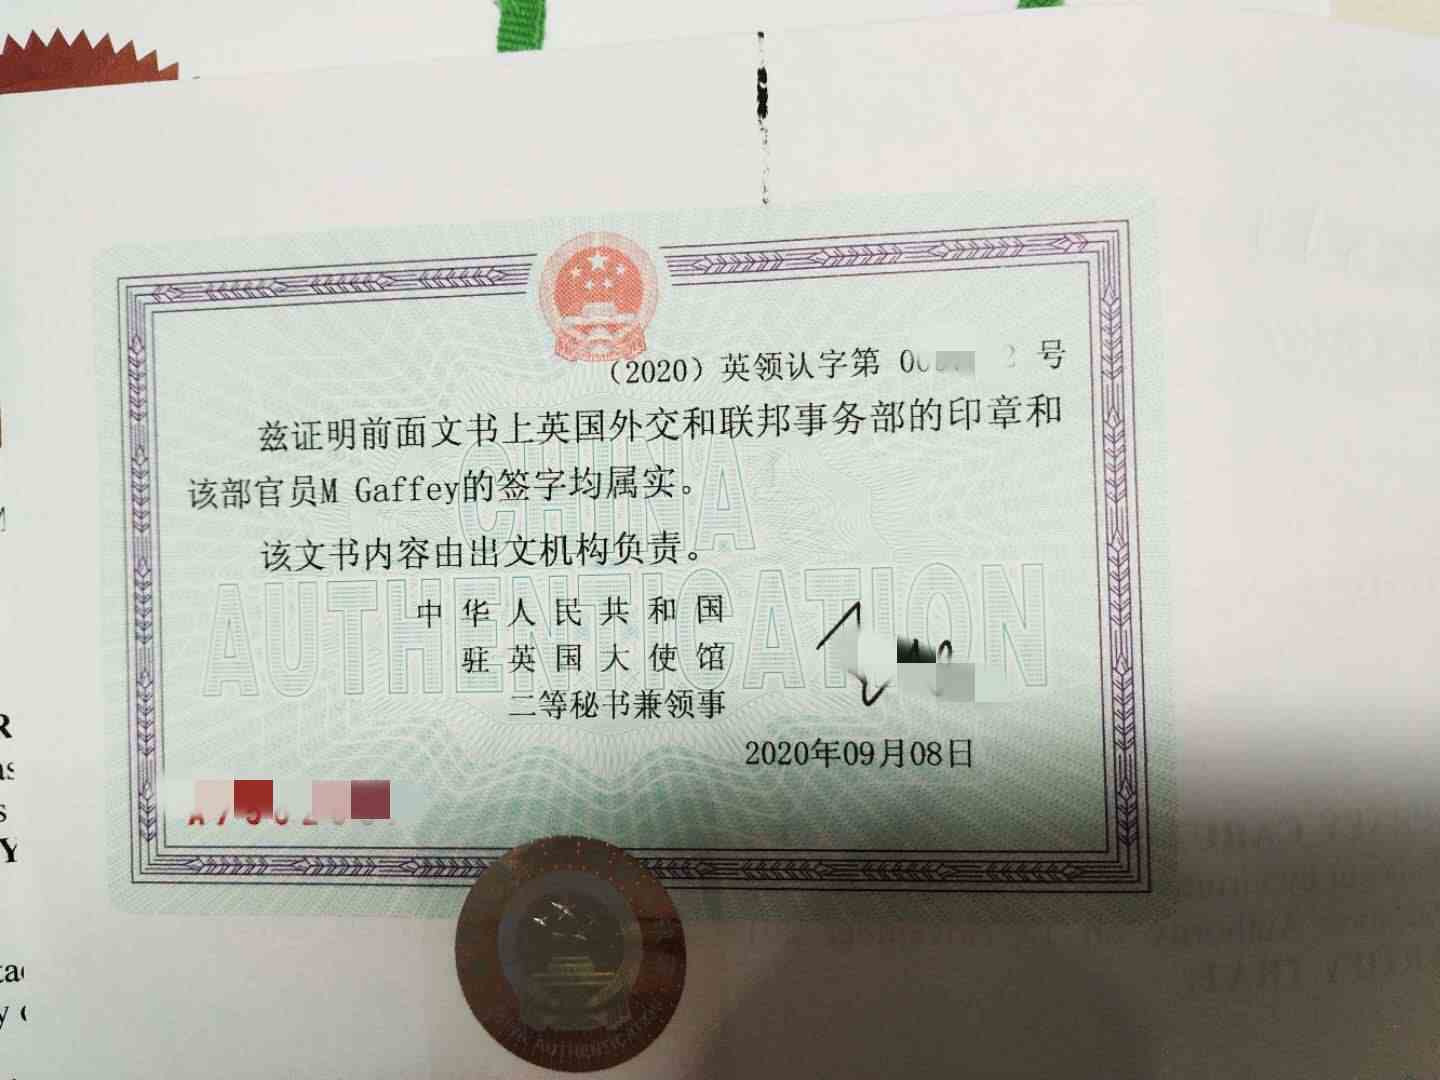 （2020）英领认字第 号
兹证明前面文书上英国外交和联邦事务部的印章和
该部官员M Gaffey的签字均属实。
该文书内容由出文机构负责。
CHINA
AUTHENTICATION
中华人民共和国
驻英国大使馆
二等秘书兼领事
2020年09月08日
AUTHENTICATION